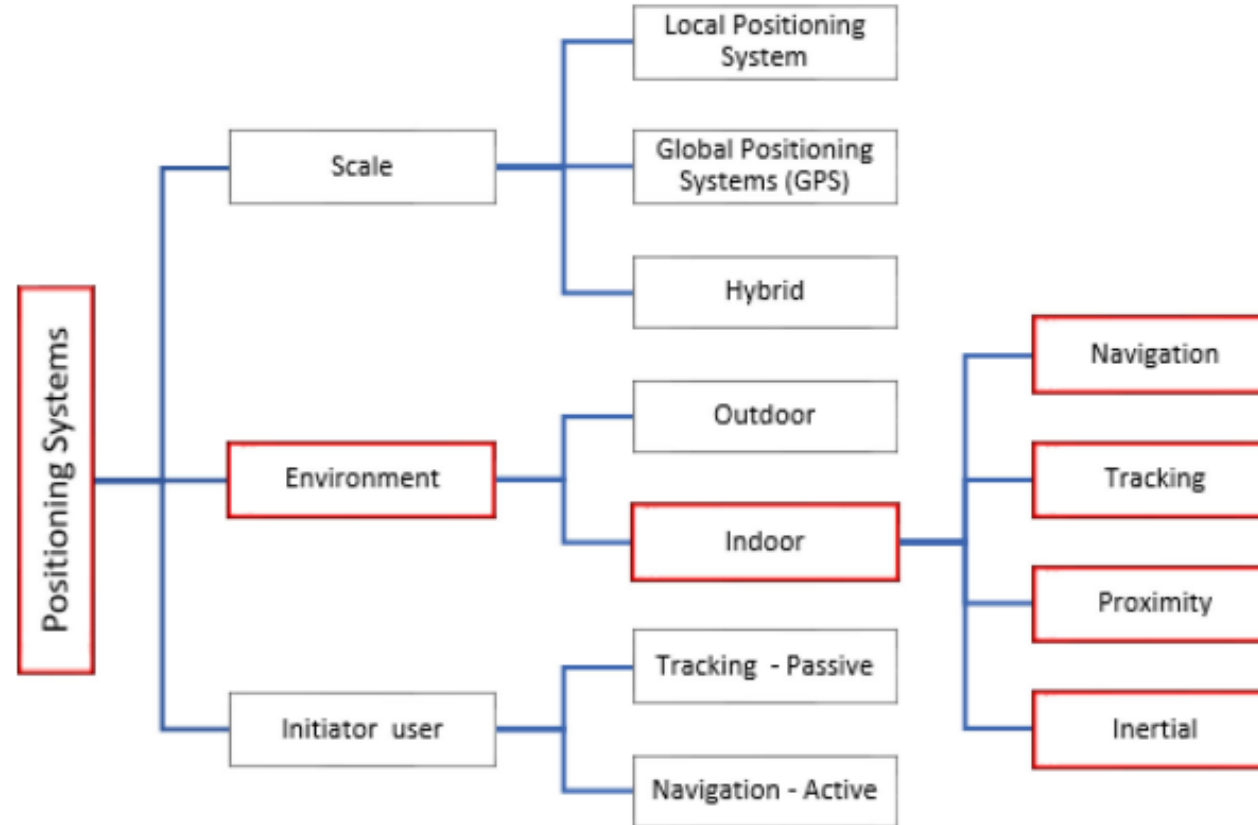 Positioning Systems
Scale
Environment
Initiator user
Local Positioning
System
Global Positioning
Systems (GPS)
Hybrid
Outdoor
Indoor
Tracking - Passive
Navigation - Active
Navigation
Tracking
Proximity
Inertial